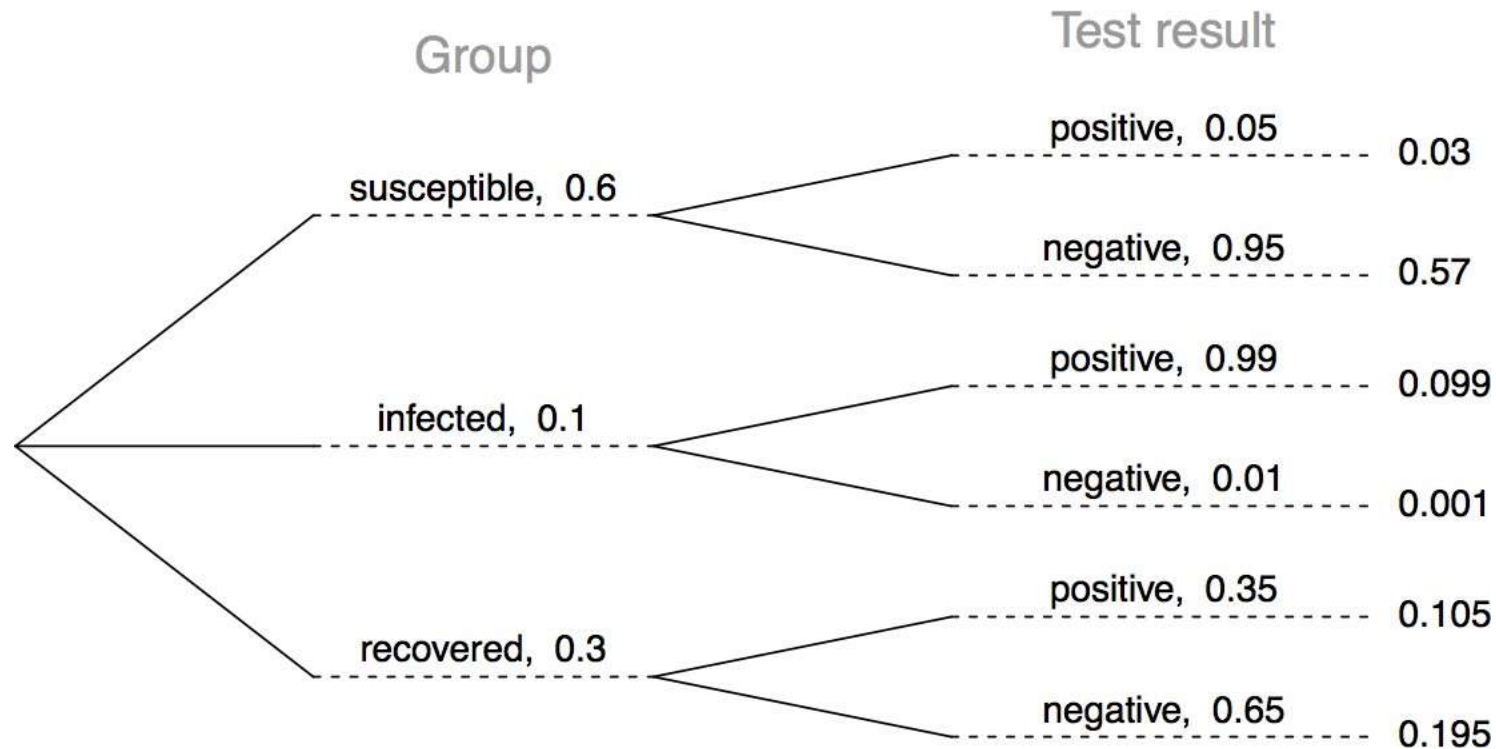 Group
Test result
susceptible, 0.6
positive, 0.05
0.03
negative, 0.95
0.57
infected, 0.1
positive, 0.99
0.099
negative, 0.01
0.001
recovered, 0.3
positive, 0.35
0.105
negative, 0.65
0.195